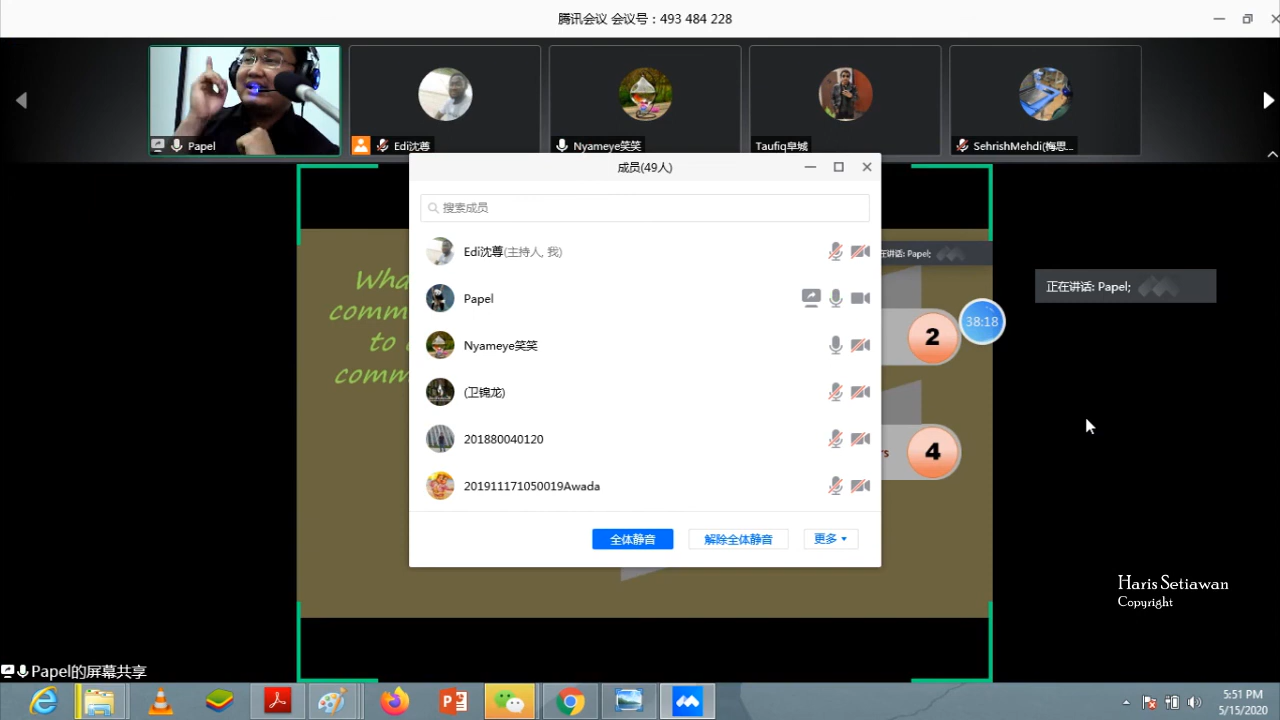 腾讯会议 会议号：493 484 228
Papel
Edi沈尊
Nyameye笑笑
Taufiq阜城
SehrishMehdi(梅思...
成员(49人)
搜索成员
Edi沈尊(主持人, 我)
Papel
Nyameye笑笑
(卫锦龙)
201880040120
201911171050019Awada
全体静音
解除全体静音
更多
What
comm
to
comm
正在讲话: Papel;
2
38:18
4
rs
正在讲话: Papel;
Haris Setiawan
Copyright
Papel的屏幕共享
5:51 PM
5/15/2020